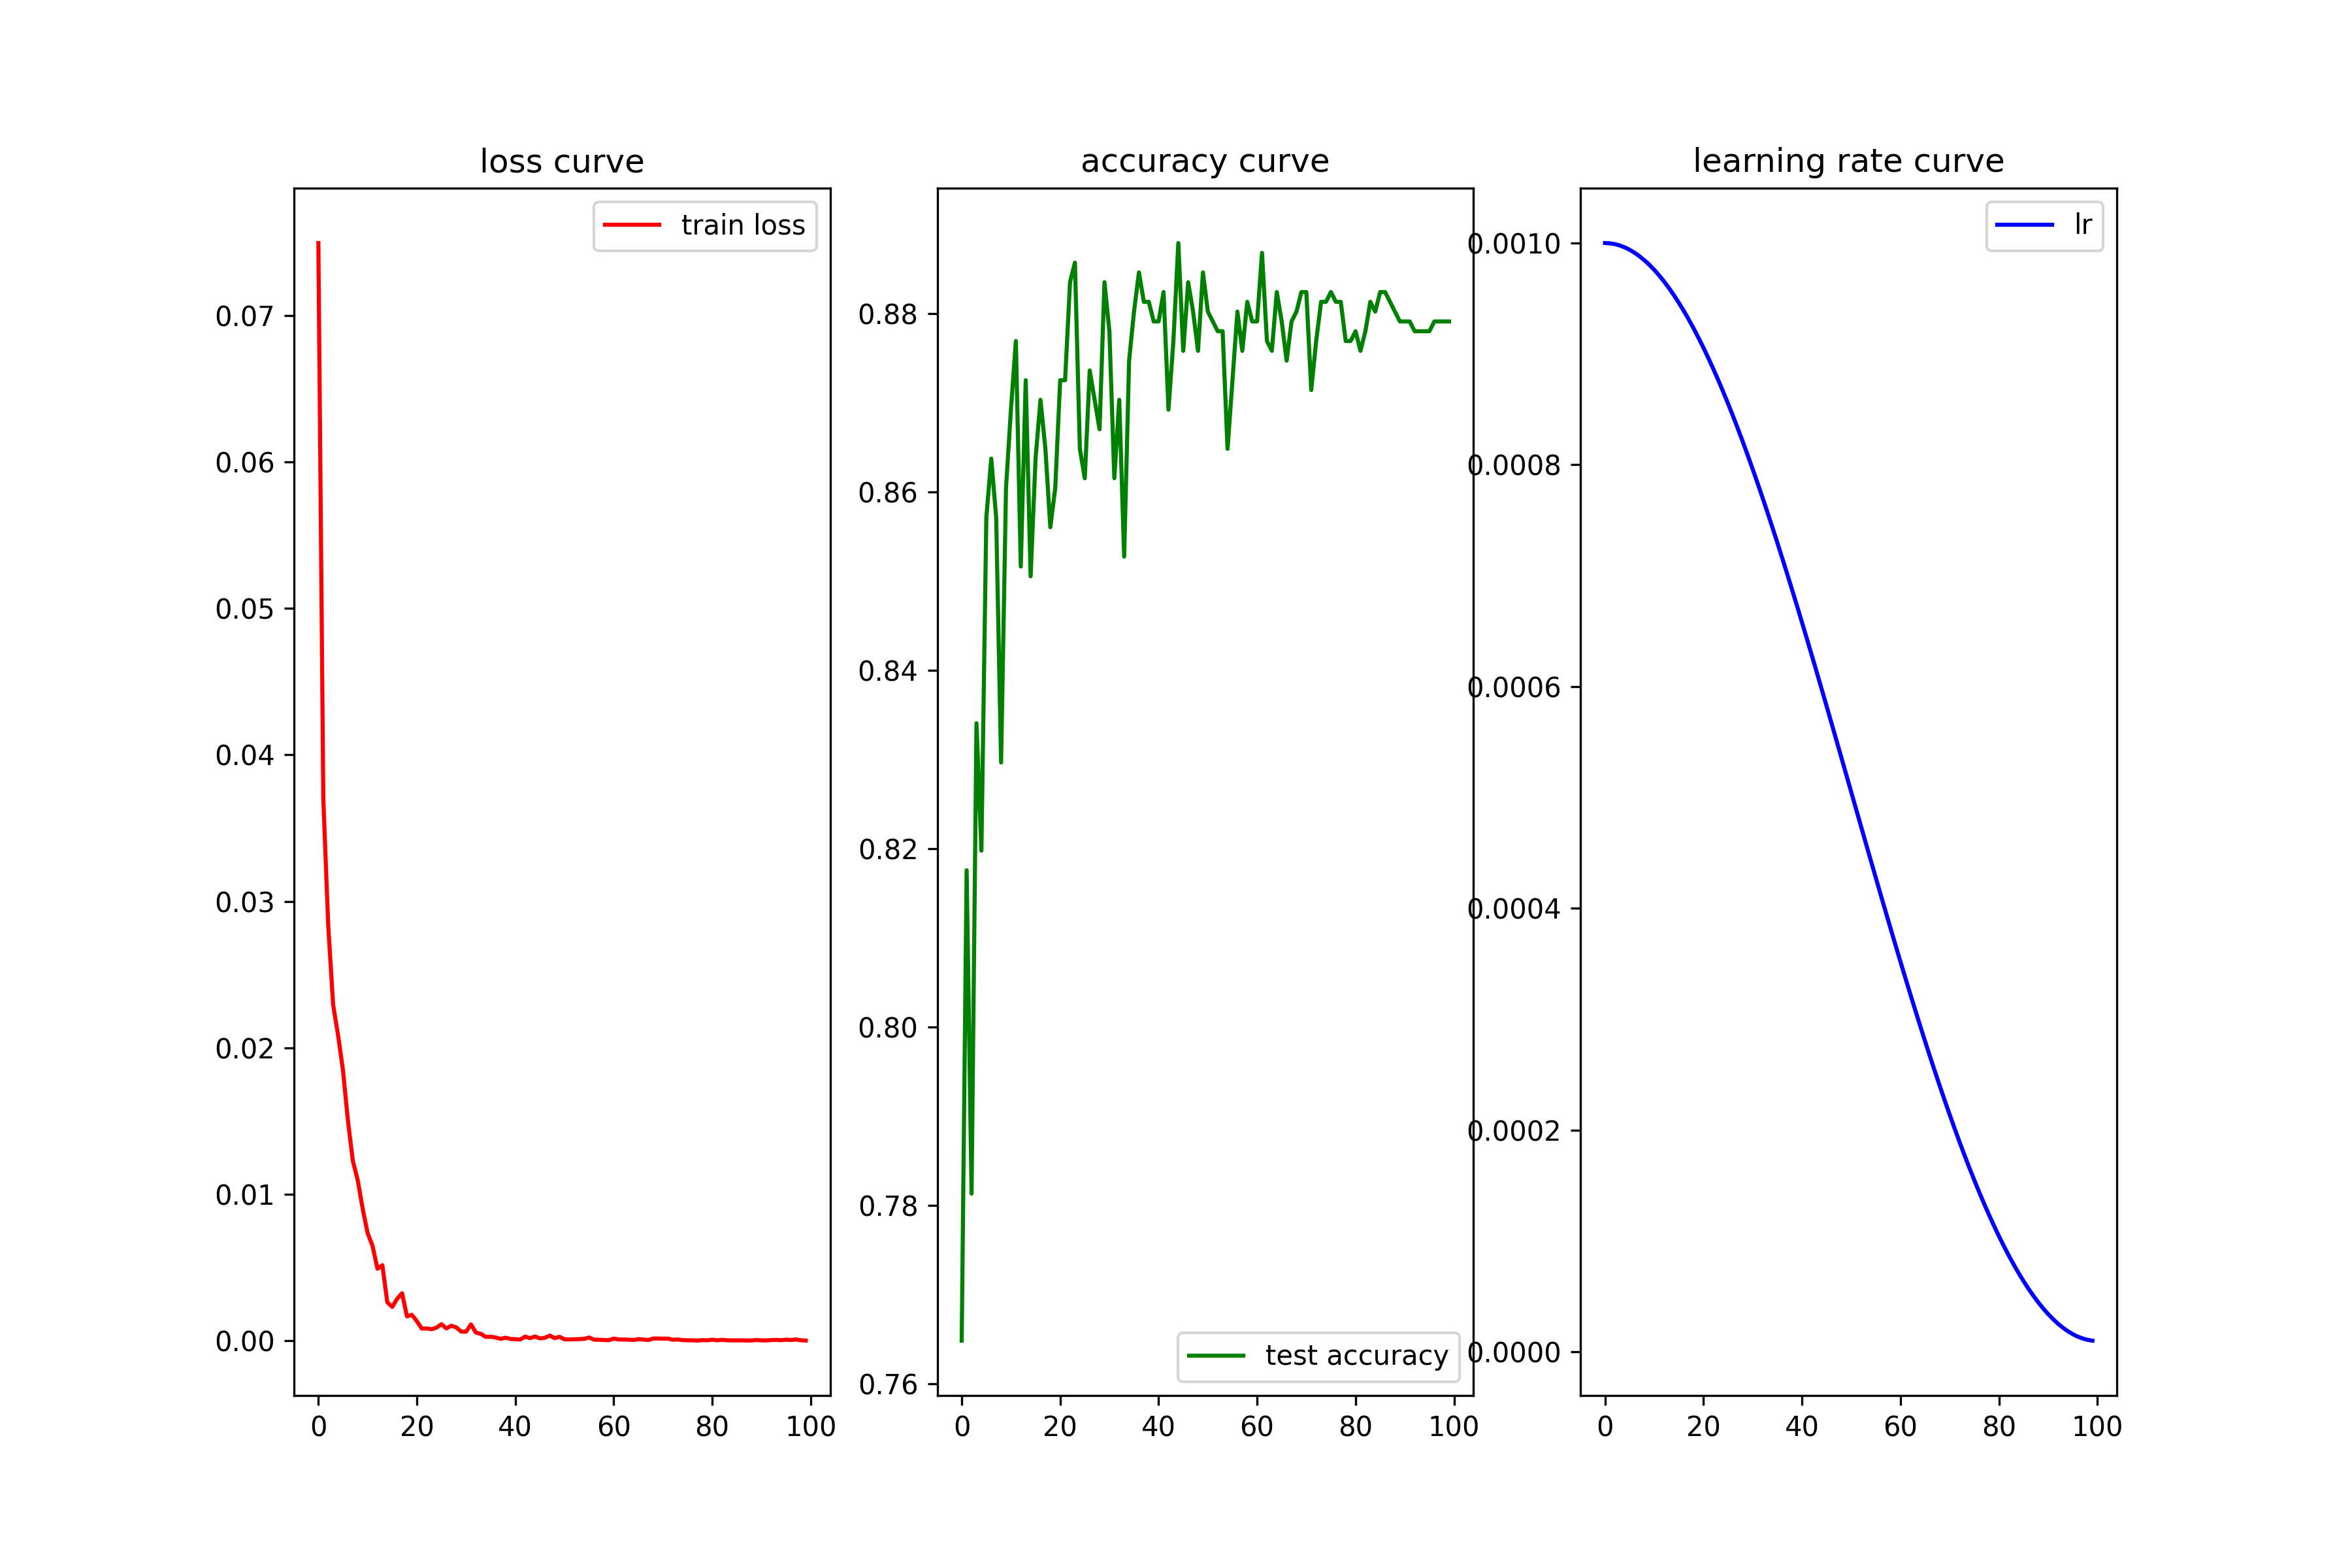 loss curve
train loss
0.07
0.06
0.05
0.04
0.03
0.02
0.01
0.00
0 20 40 60 80 100
accuracy curve
0.88
0.86
0.84
0.82
0.80
0.78
0.76
test accuracy
0 20 40 60 80 100
learning rate curve
lr
0.0010
0.0008
0.0006
0.0004
0.0002
0.0000
0 20 40 60 80 100